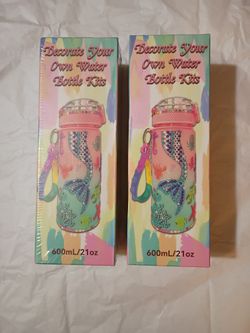 Decorate Your
Own Water
Bottle Kits
600mL/21oz
Decorate Your
Own Water
Bottle Kits
600mL/21oz